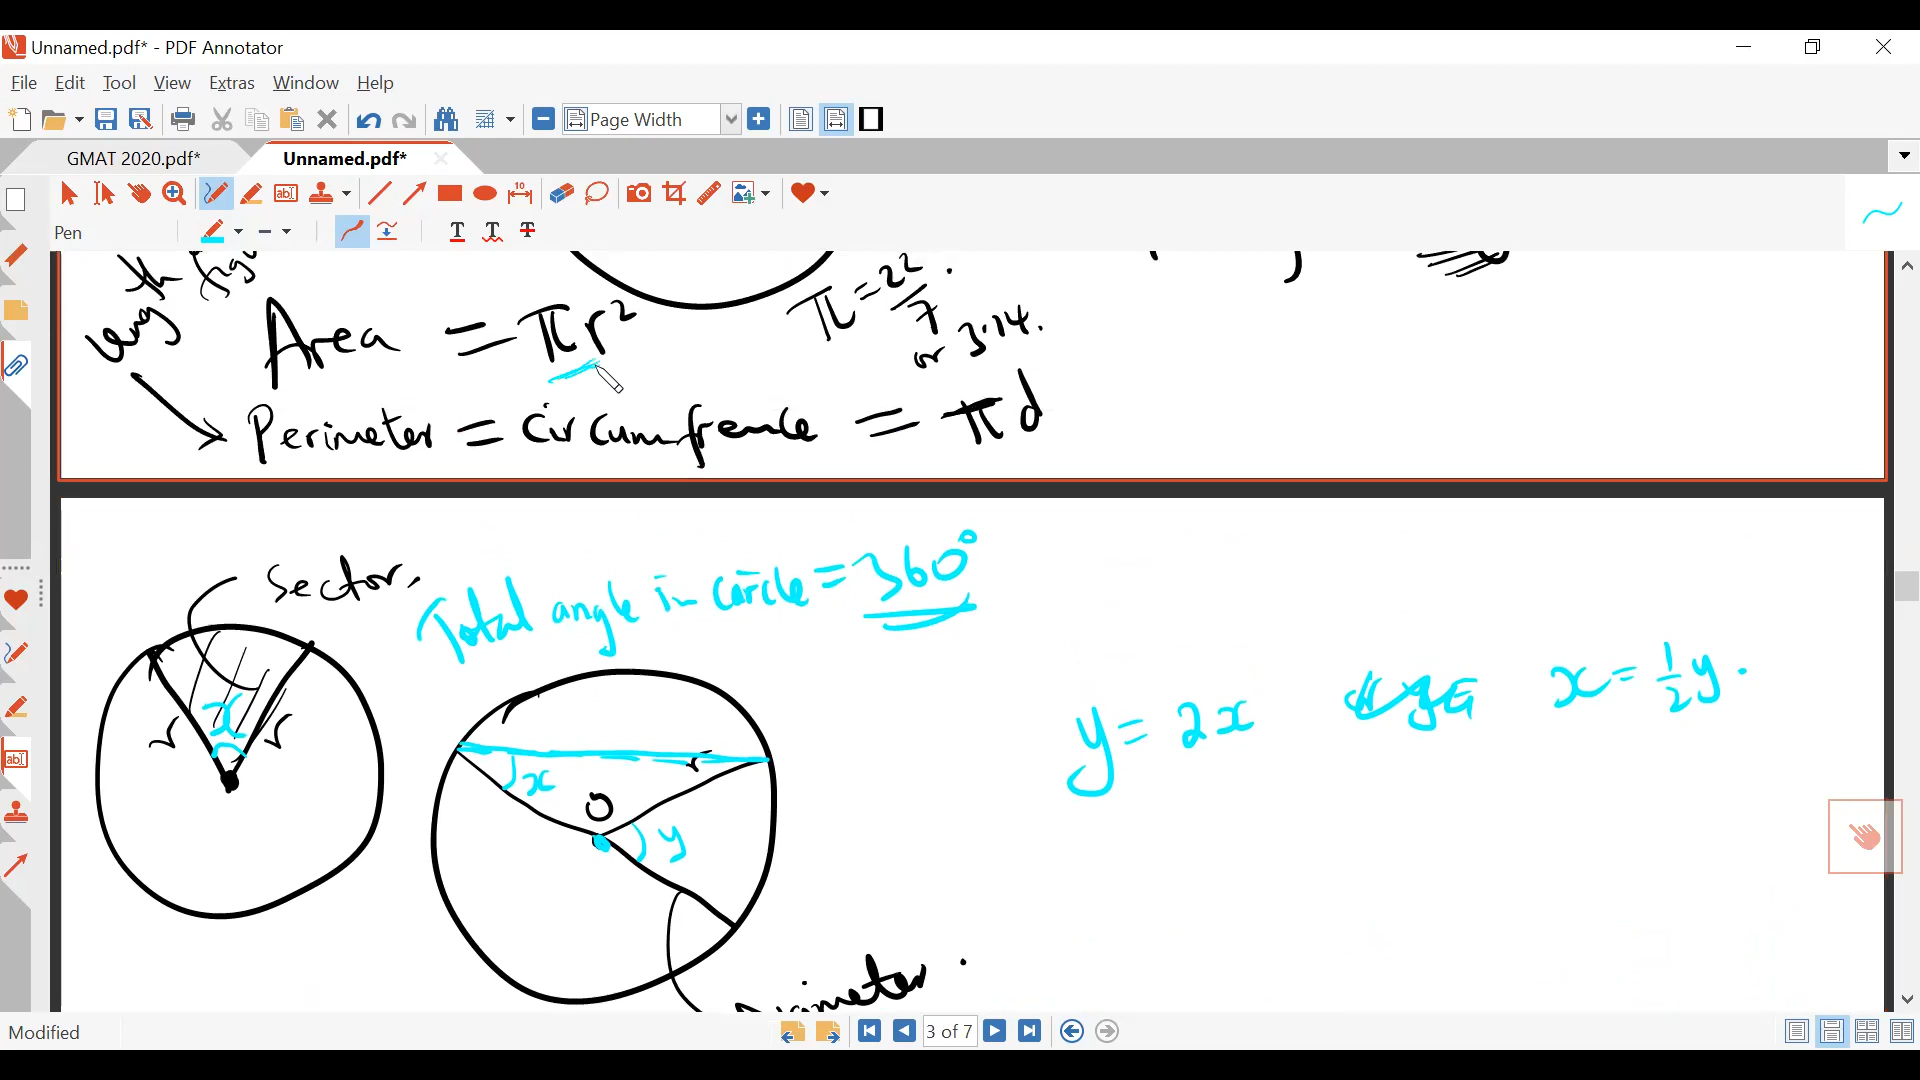 Unnamed.pdf* - PDF Annotator
File Edit Tool View Extras Window Help
Page Width
GMAT 2020.pdf* Unnamed.pdf*
Pen
Area = πr²
π = 22/7 .
or 3.14.
Perimeter = Circumfrence = πd
Sector.
Total angle in circle = 360°
x
r r
r
x
O
y
y = 2x x = 1/2 y .
Modified
3 of 7